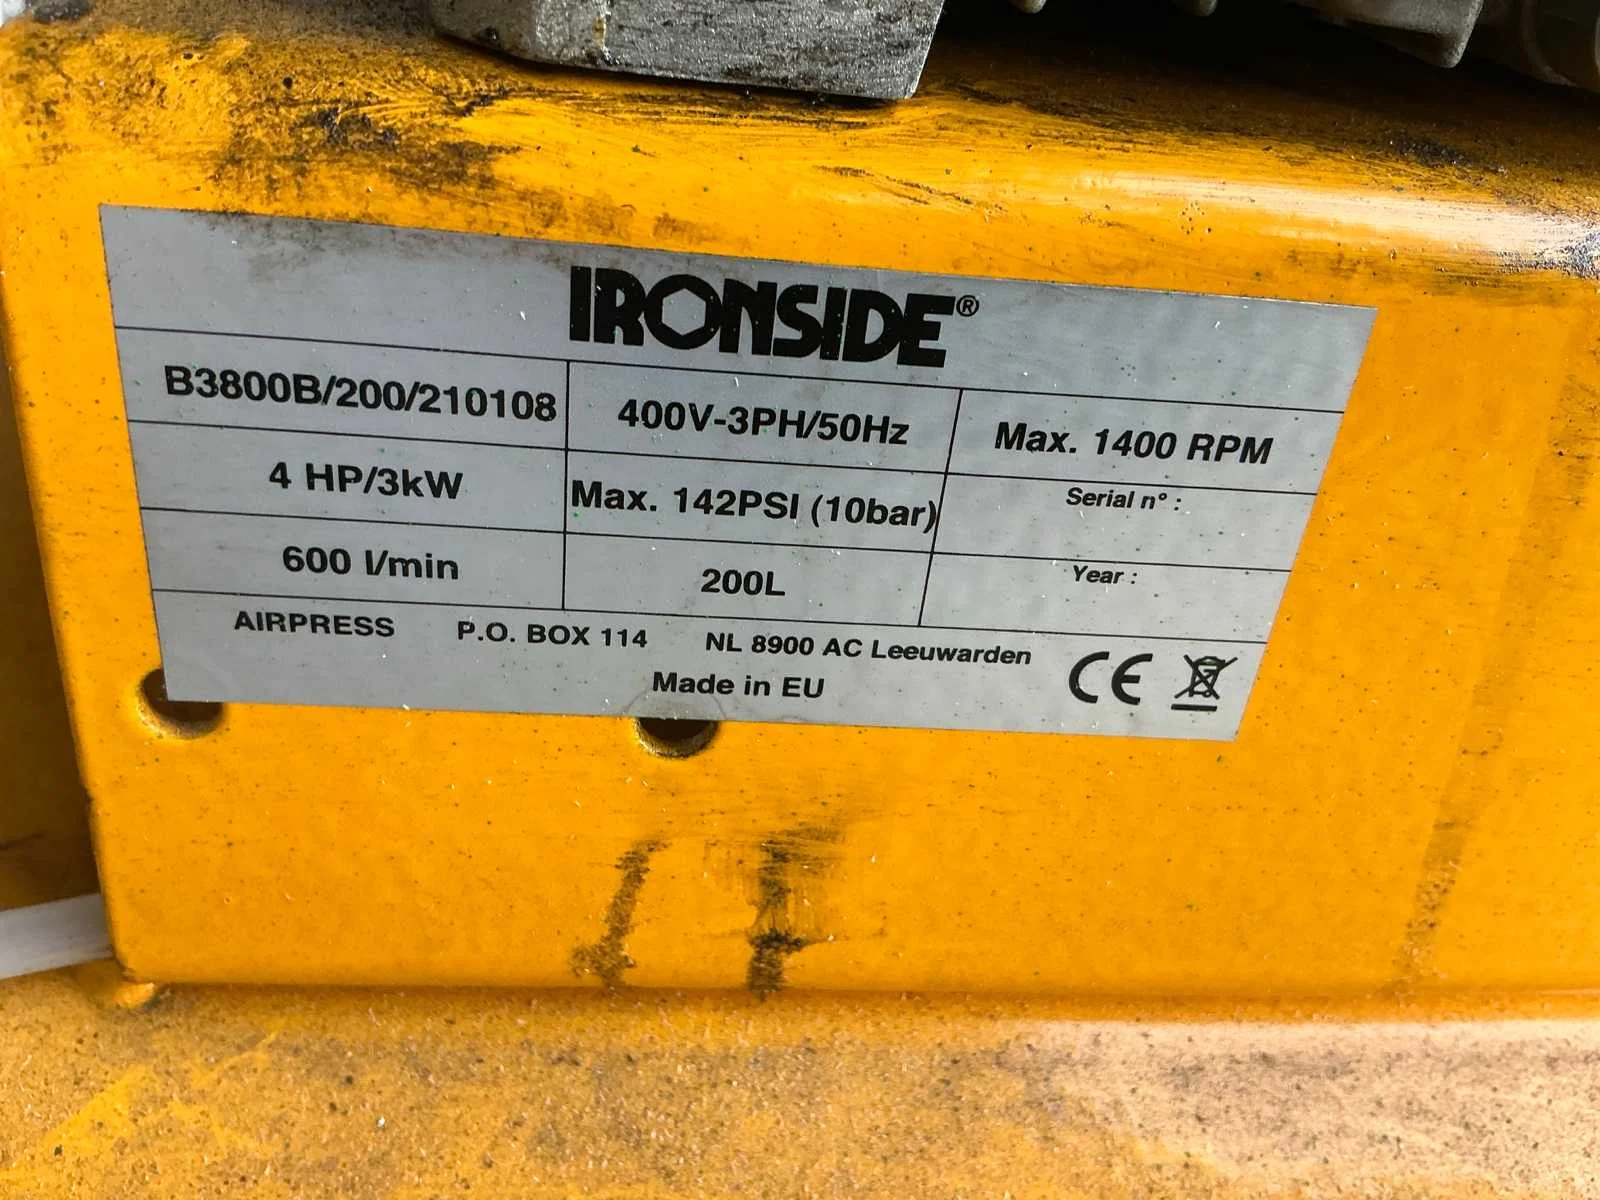 IRONSIDE®
B3800B/200/210108 400V-3PH/50Hz Max. 1400 RPM
4 HP/3kW Max. 142PSI (10bar) Serial n° :
600 l/min 200L Year :
AIRPRESS P.O. BOX 114 NL 8900 AC Leeuwarden
Made in EU CE